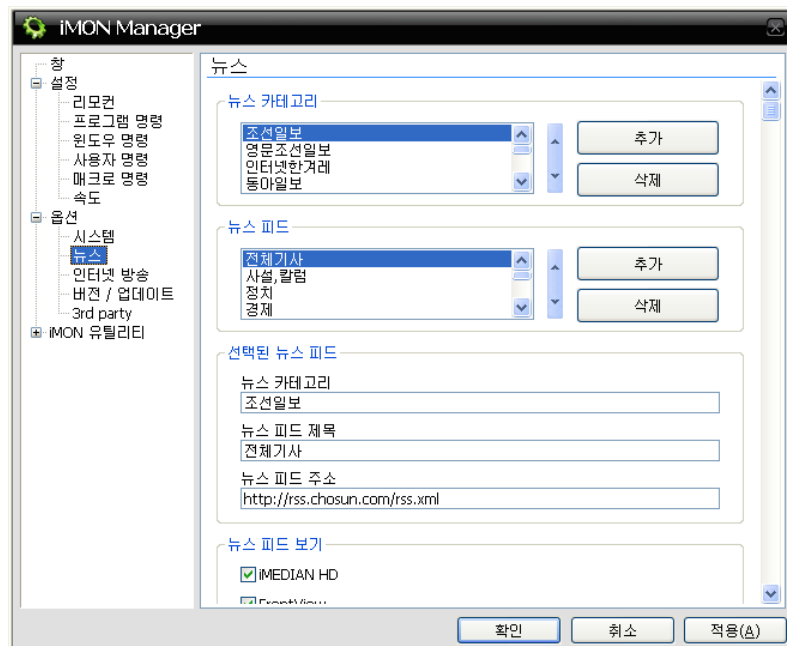 iMON Manager
창
설정
리모컨
프로그램 명령
윈도우 명령
사용자 명령
매크로 명령
속도
옵션
시스템
뉴스
인터넷 방송
버전 / 업데이트
3rd party
iMON 유틸리티
뉴스
뉴스 카테고리
조선일보
영문조선일보
인터넷한겨레
동아일보
추가
삭제
뉴스 피드
전체기사
사설,칼럼
정치
경제
추가
삭제
선택된 뉴스 피드
뉴스 카테고리
조선일보
뉴스 피드 제목
전체기사
뉴스 피드 주소
http://rss.chosun.com/rss.xml
뉴스 피드 보기
iMEDIAN HD
FrontView
확인
취소
적용(A)